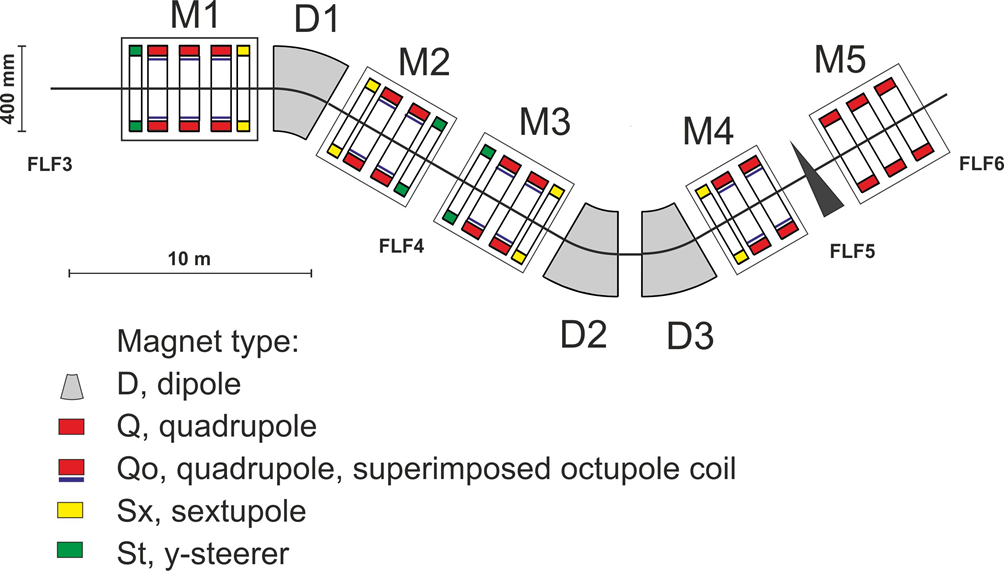 M1
D1
M2
M3
M4
M5
400 mm
FLF3
FLF4
FLF5
FLF6
10 m
D2
D3
Magnet type:
D, dipole
Q, quadrupole
Qo, quadrupole, superimposed octupole coil
Sx, sextupole
St, y-steerer